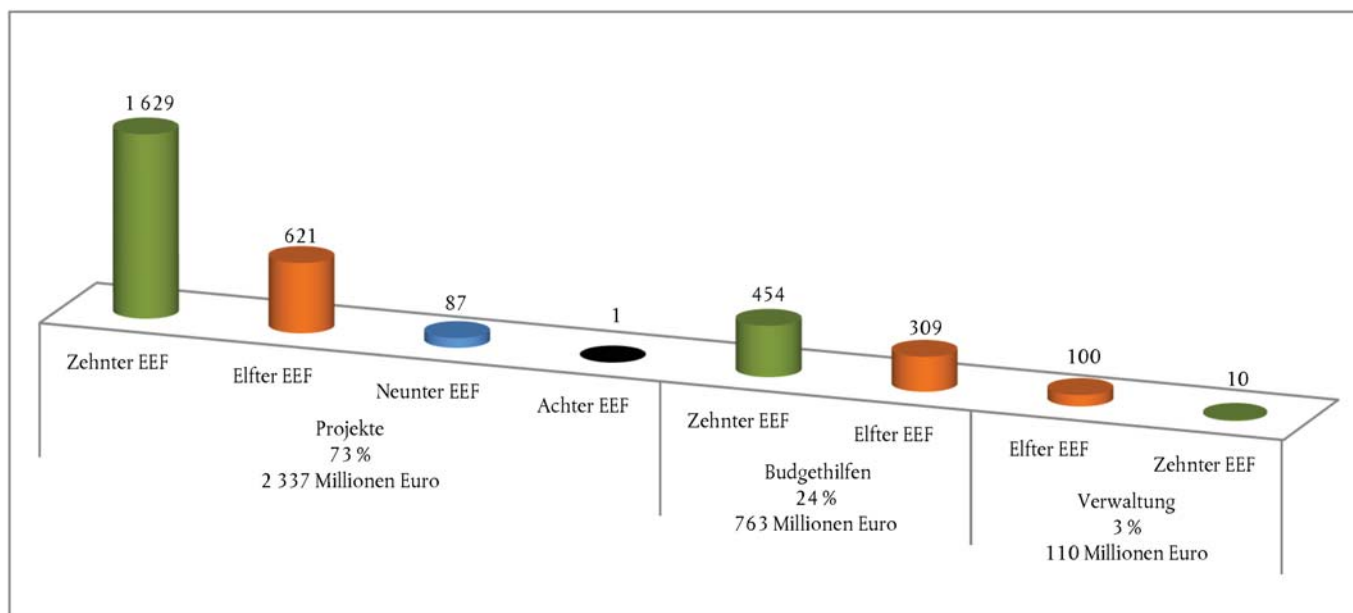 1 629
621
87
1
454
309
100
10
Zehnter EEF
Elfter EEF
Neunter EEF
Achter EEF
Zehnter EEF
Elfter EEF
Elfter EEF
Zehnter EEF
Projekte
73 %
2 337 Millionen Euro
Budgethilfen
24 %
763 Millionen Euro
Verwaltung
3 %
110 Millionen Euro